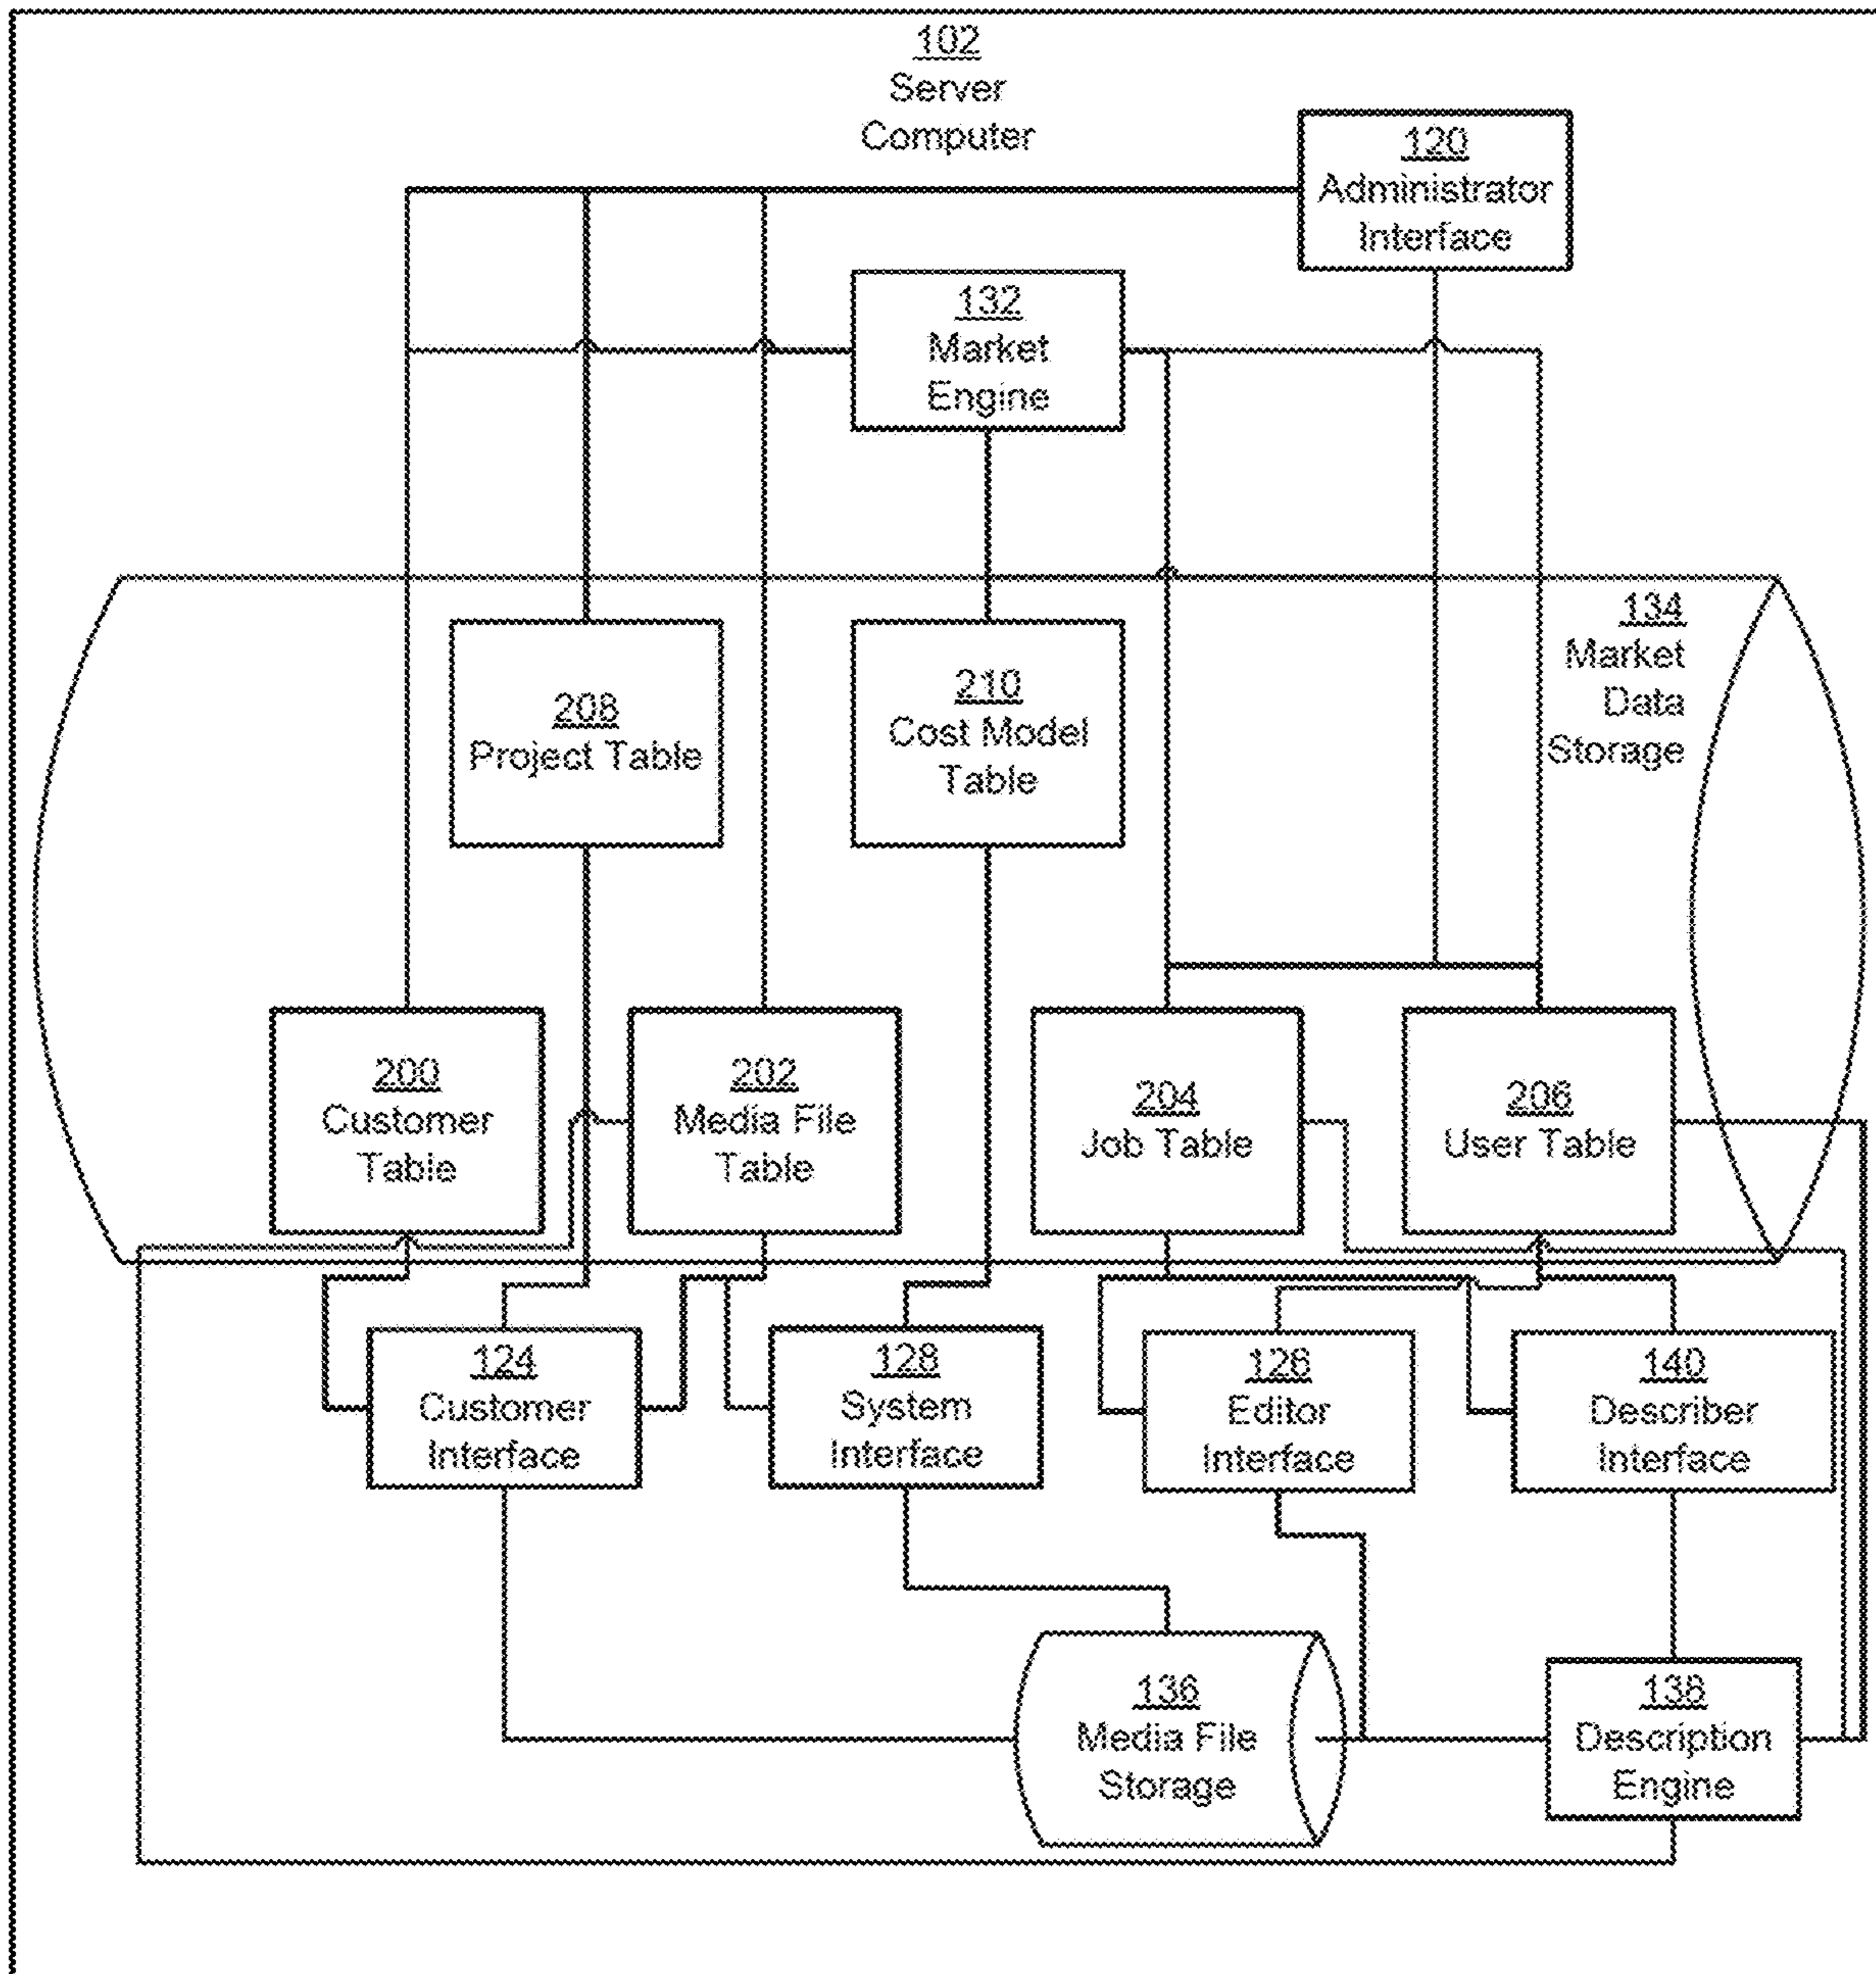 102
Server
Computer
120
Administrator
Interface
132
Market
Engine
134
Market
Data
Storage
208
Project Table
210
Cost Model
Table
200
Customer
Table
202
Media File
Table
204
Job Table
206
User Table
124
Customer
Interface
128
System
Interface
126
Editor
Interface
140
Describer
Interface
136
Media File
Storage
138
Description
Engine